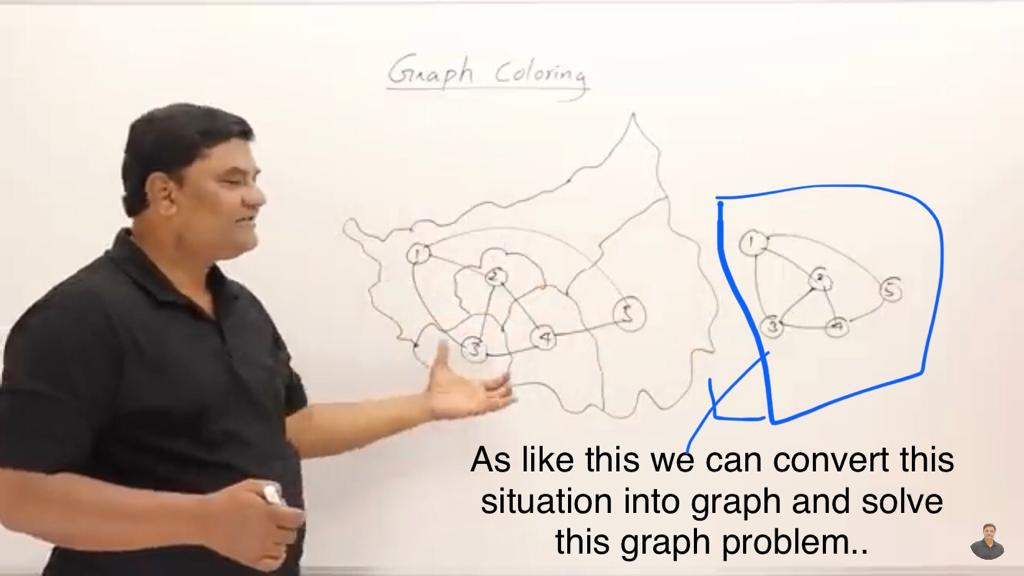 Graph Coloring
1
2
3
4
5
1
2
3
4
5
As like this we can convert this
situation into graph and solve
this graph problem..